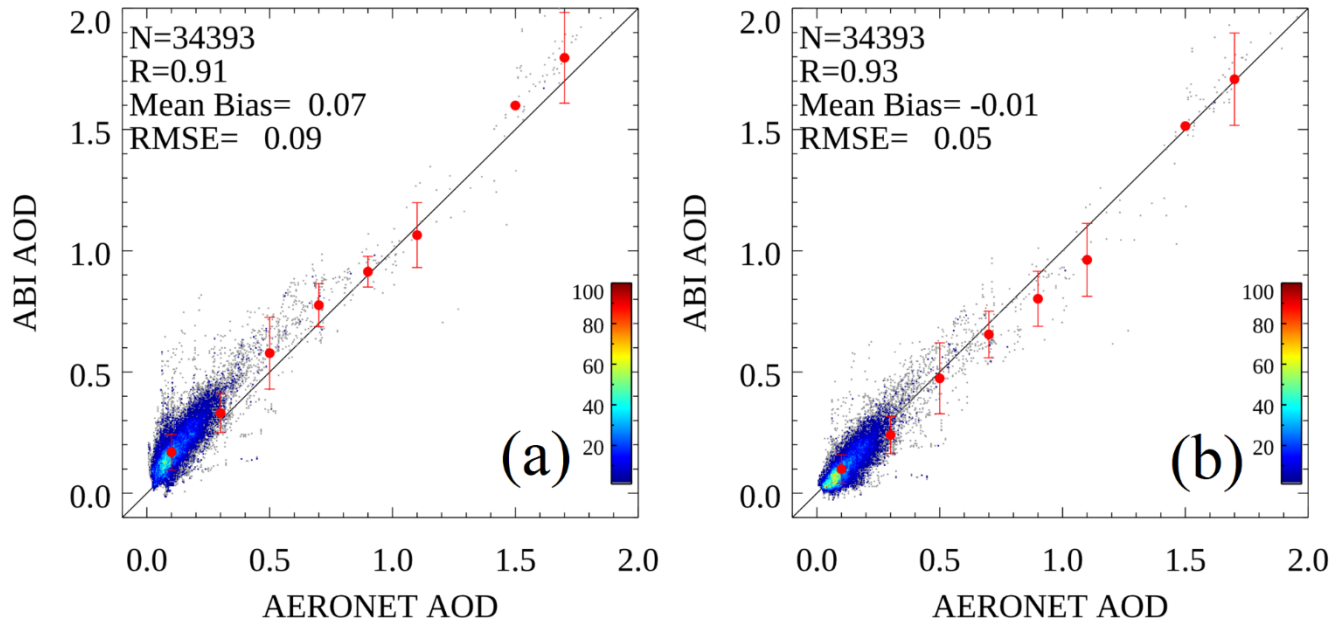 N=34393
R=0.91
Mean Bias= 0.07
RMSE= 0.09
2.0
1.5
1.0
0.5
0.0
ABI AOD
100
80
60
40
20
(a)
0.0 0.5 1.0 1.5 2.0
AERONET AOD
N=34393
R=0.93
Mean Bias= -0.01
RMSE= 0.05
2.0
1.5
1.0
0.5
0.0
ABI AOD
100
80
60
40
20
(b)
0.0 0.5 1.0 1.5 2.0
AERONET AOD